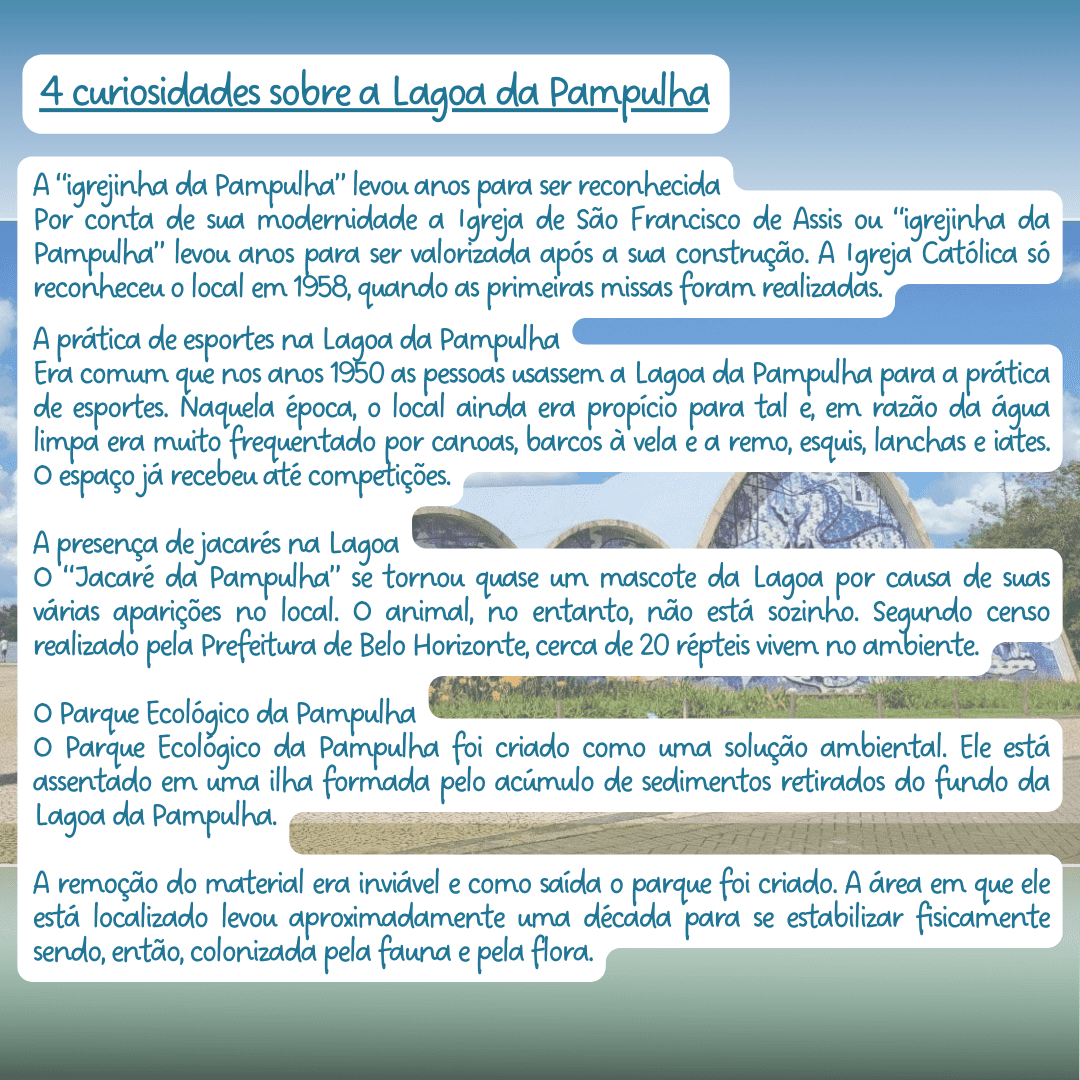 4 curiosidades sobre a Lagoa da Pampulha
A “igrejinha da Pampulha” levou anos para ser reconhecida
Por conta de sua modernidade a Igreja de São Francisco de Assis ou “igrejinha da
Pampulha” levou anos para ser valorizada após a sua construção. A Igreja Católica só
reconheceu o local em 1958, quando as primeiras missas foram realizadas.
A prática de esportes na Lagoa da Pampulha
Era comum que nos anos 1950 as pessoas usassem a Lagoa da Pampulha para a prática
de esportes. Naquela época, o local ainda era propício para tal e, em razão da água
limpa era muito frequentado por canoas, barcos à vela e a remo, esquis, lanchas e iates.
O espaço já recebeu até competições.
A presença de jacarés na Lagoa
O “Jacaré da Pampulha” se tornou quase um mascote da Lagoa por causa de suas
várias aparições no local. O animal, no entanto, não está sozinho. Segundo censo
realizado pela Prefeitura de Belo Horizonte, cerca de 20 répteis vivem no ambiente.
O Parque Ecológico da Pampulha
O Parque Ecológico da Pampulha foi criado como uma solução ambiental. Ele está
assentado em uma ilha formada pelo acúmulo de sedimentos retirados do fundo da
Lagoa da Pampulha.
A remoção do material era inviável e como saída o parque foi criado. A área em que ele
está localizado levou aproximadamente uma década para se estabilizar fisicamente
sendo, então, colonizada pela fauna e pela flora.